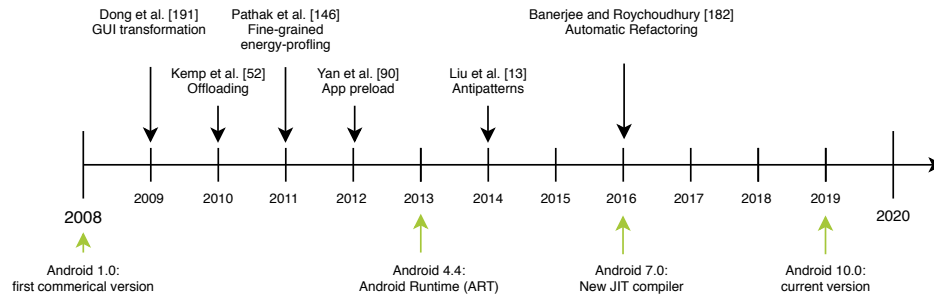 Dong et al. [191]
GUI transformation
Pathak et al. [146]
Fine-grained
energy-profling
Banerjee and Roychoudhury [182]
Automatic Refactoring
Kemp et al. [52]
Offloading
Yan et al. [90]
App preload
Liu et al. [13]
Antipatterns
2008
2009
2010
2011
2012
2013
2014
2015
2016
2017
2018
2019
2020
Android 1.0:
first commerical version
Android 4.4:
Android Runtime (ART)
Android 7.0:
New JIT compiler
Android 10.0:
current version